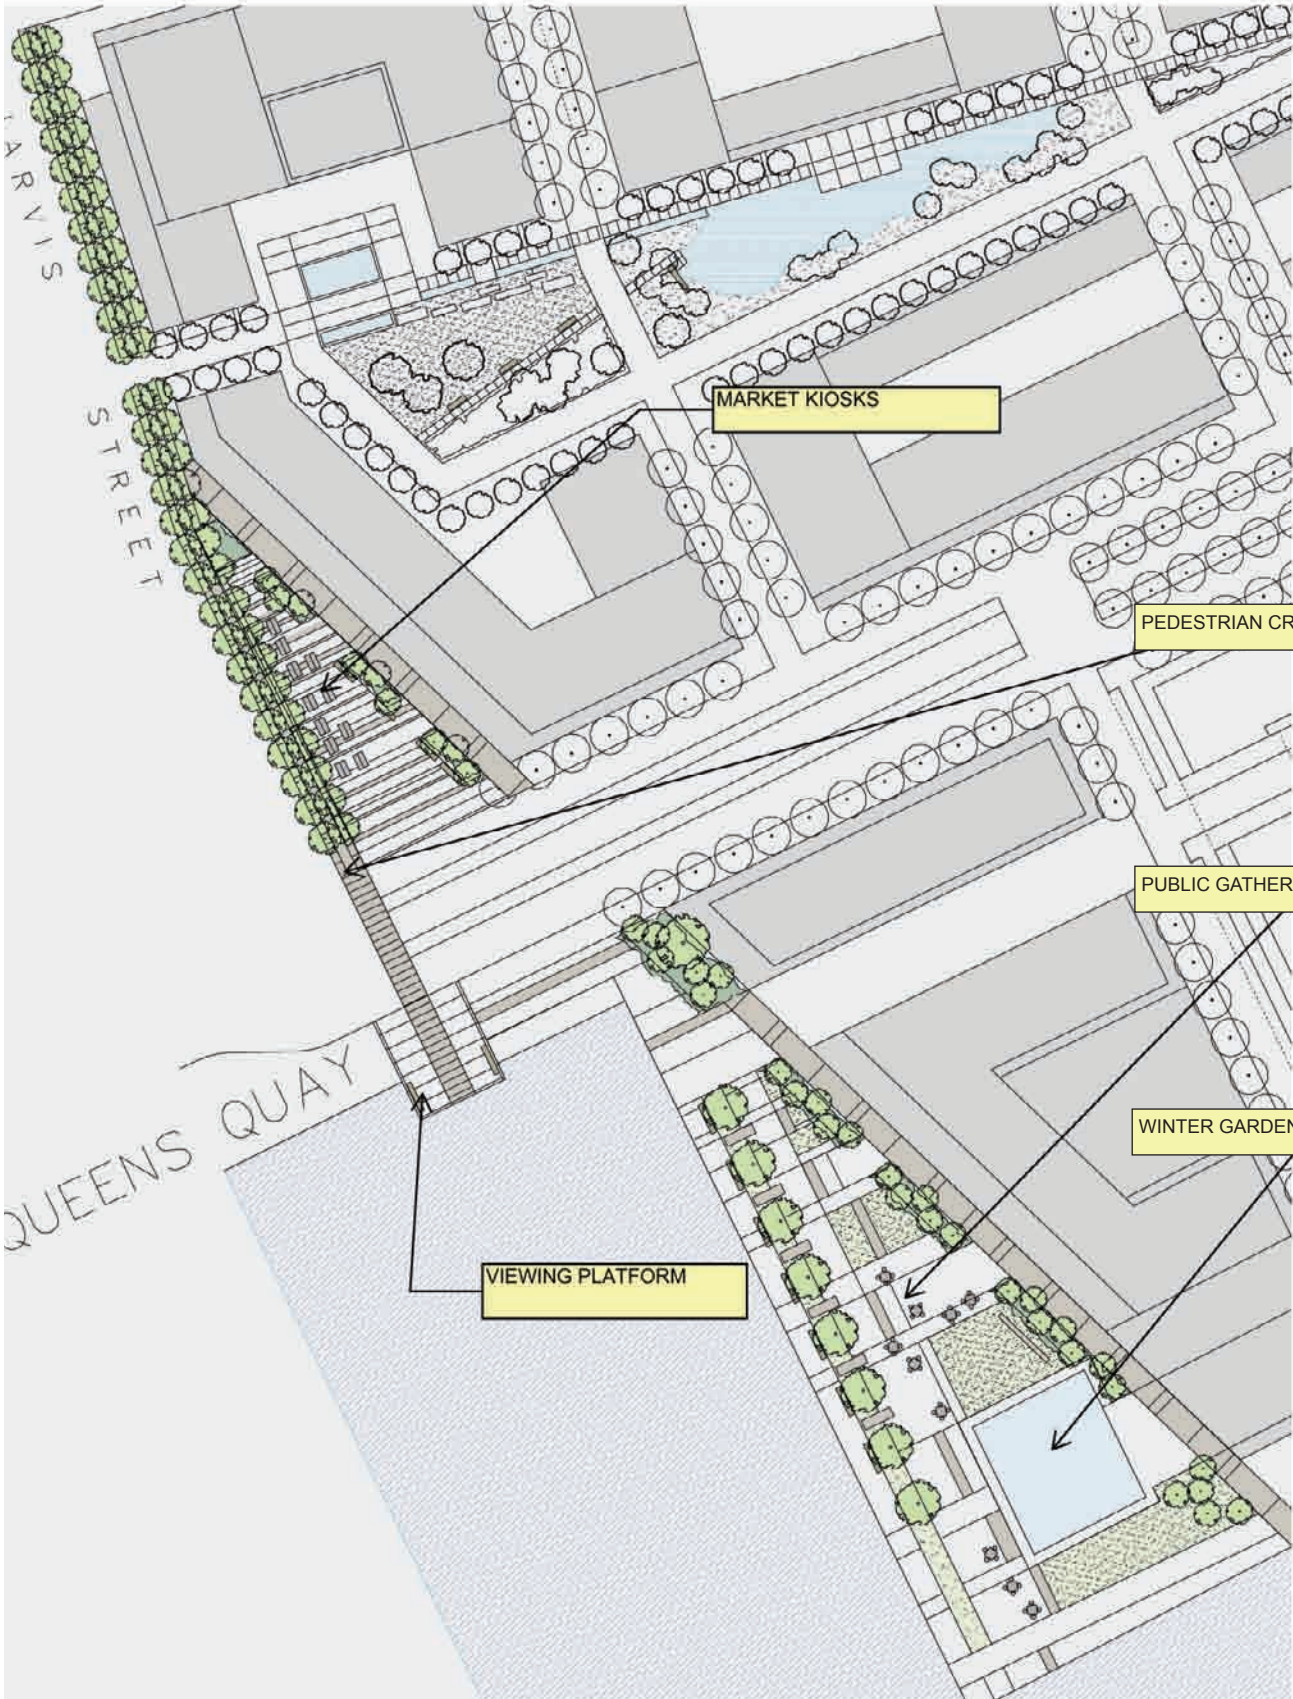 JARVIS
STREET
MARKET KIOSKS
PEDESTRIAN CR
PUBLIC GATHER
WINTER GARDEN
QUEENS QUAY
VIEWING PLATFORM